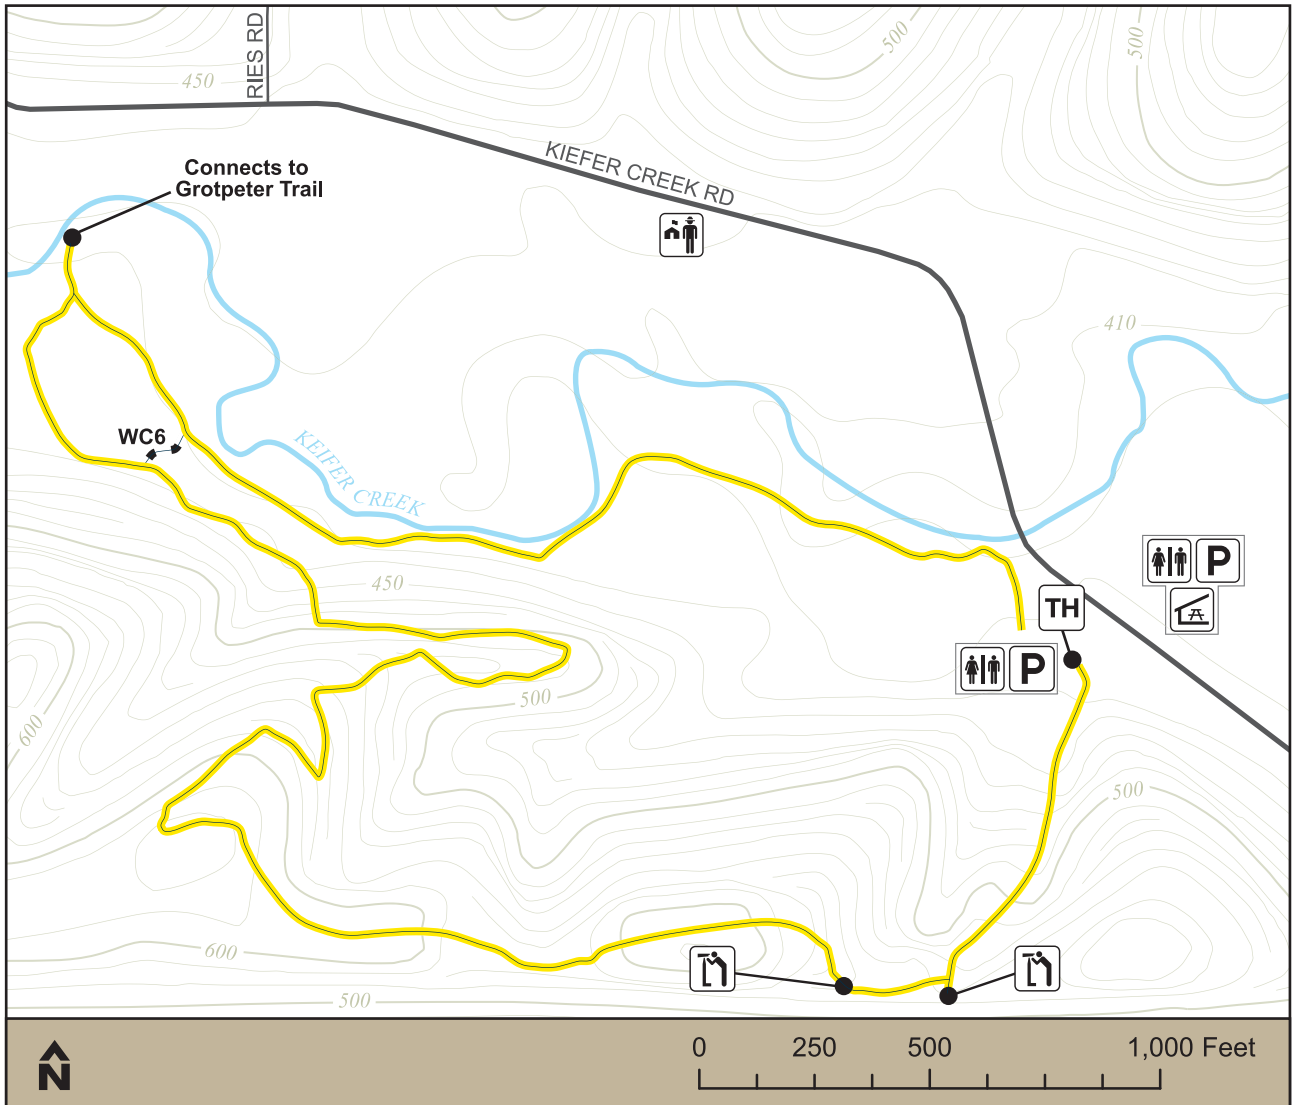 RIES RD
500
500
450
KIEFER CREEK RD
Connects to
Grotpeter Trail
410
WC6
KEIFER CREEK
450
P
TH
P
500
600
500
600
500
N
0 250 500 1,000 Feet